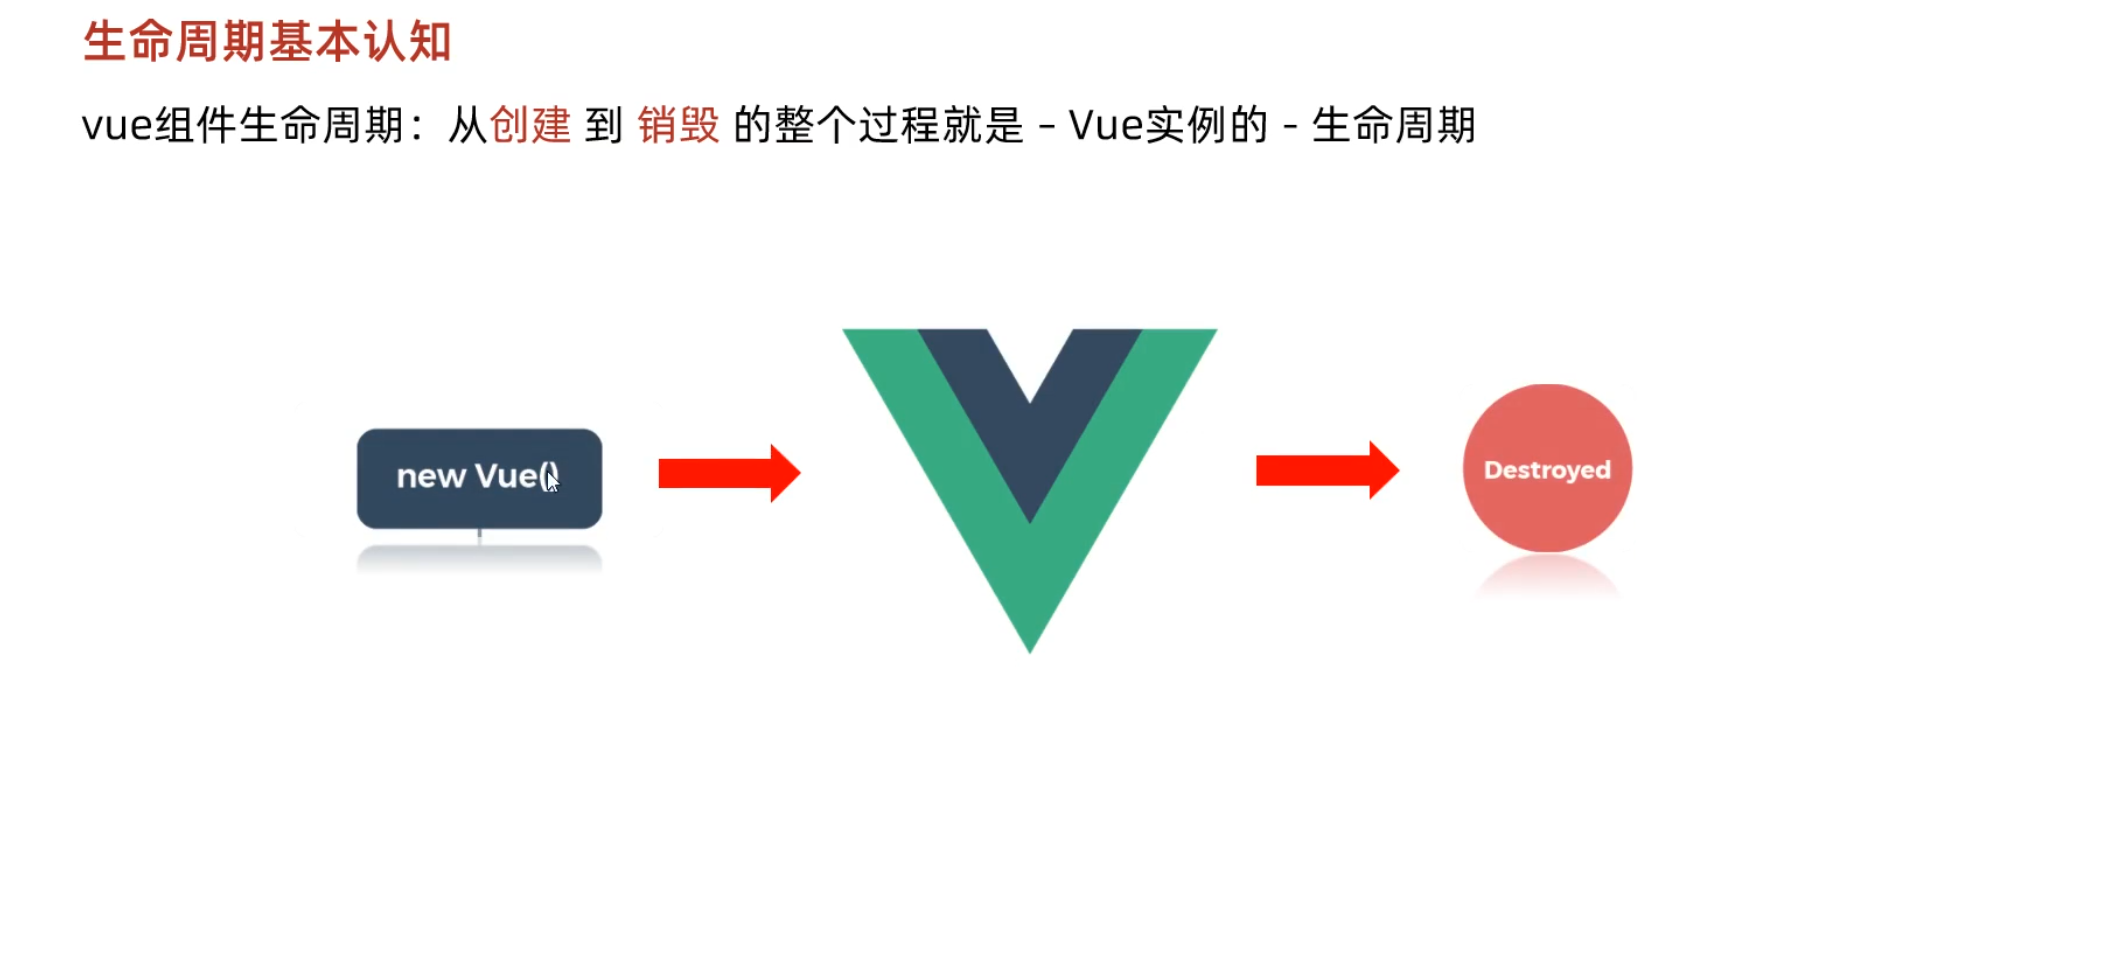 生命周期基本认知
vue组件生命周期：从创建 到 销毁 的整个过程就是 – Vue实例的 - 生命周期
new Vue()
Destroyed